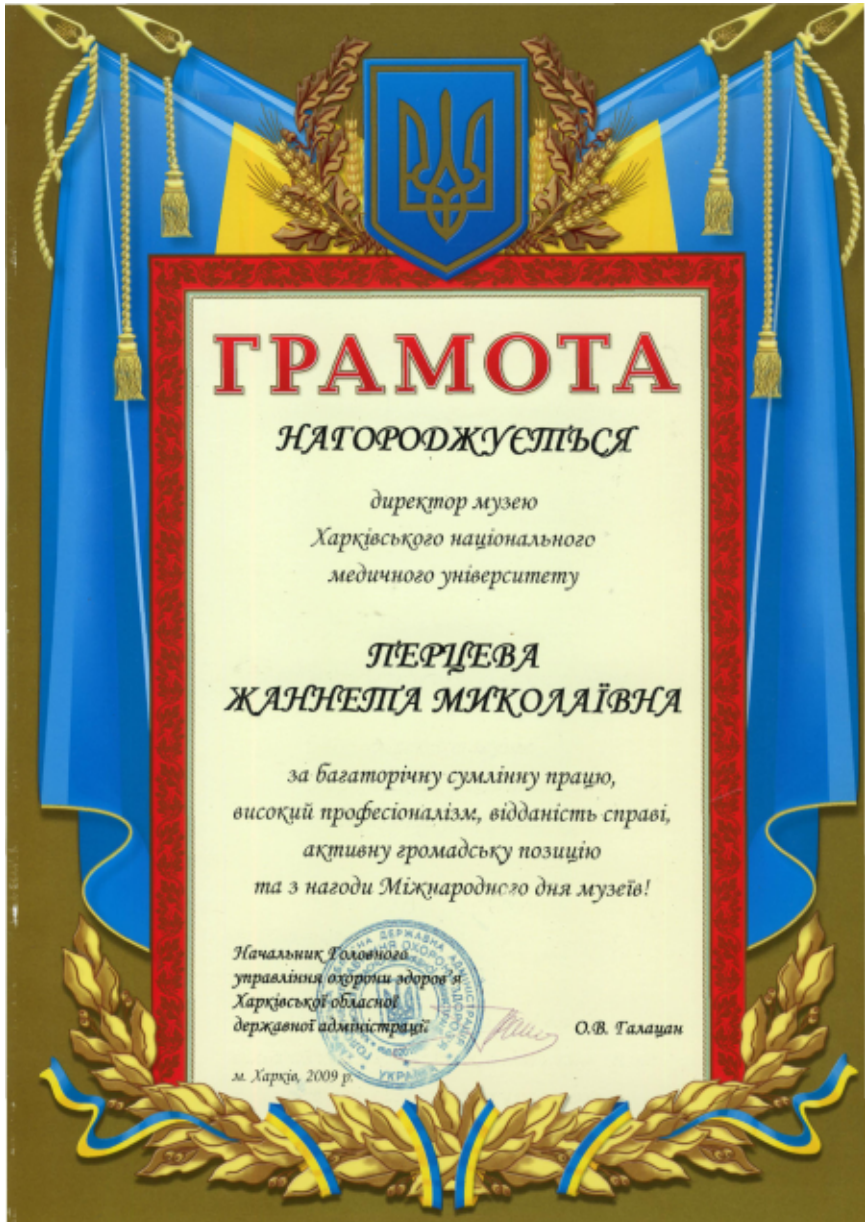 ГРАМОТА
НАГОРОДЖУЄТЬСЯ
директор музею
Харківського національного
медичного університету
ПЕРЦЕВА
ЖАННЕТА МИКОЛАЇВНА
за багаторічну сумлінну працю,
високий професіоналізм, відданість справі,
активну громадську позицію
та з нагоди Міжнародного дня музеїв!
Начальник Головного
управління охорони здоров'я
Харківської обласної
державної адміністрації
О.В. Галацан
м. Харків, 2009 р.
УКРАЇНА